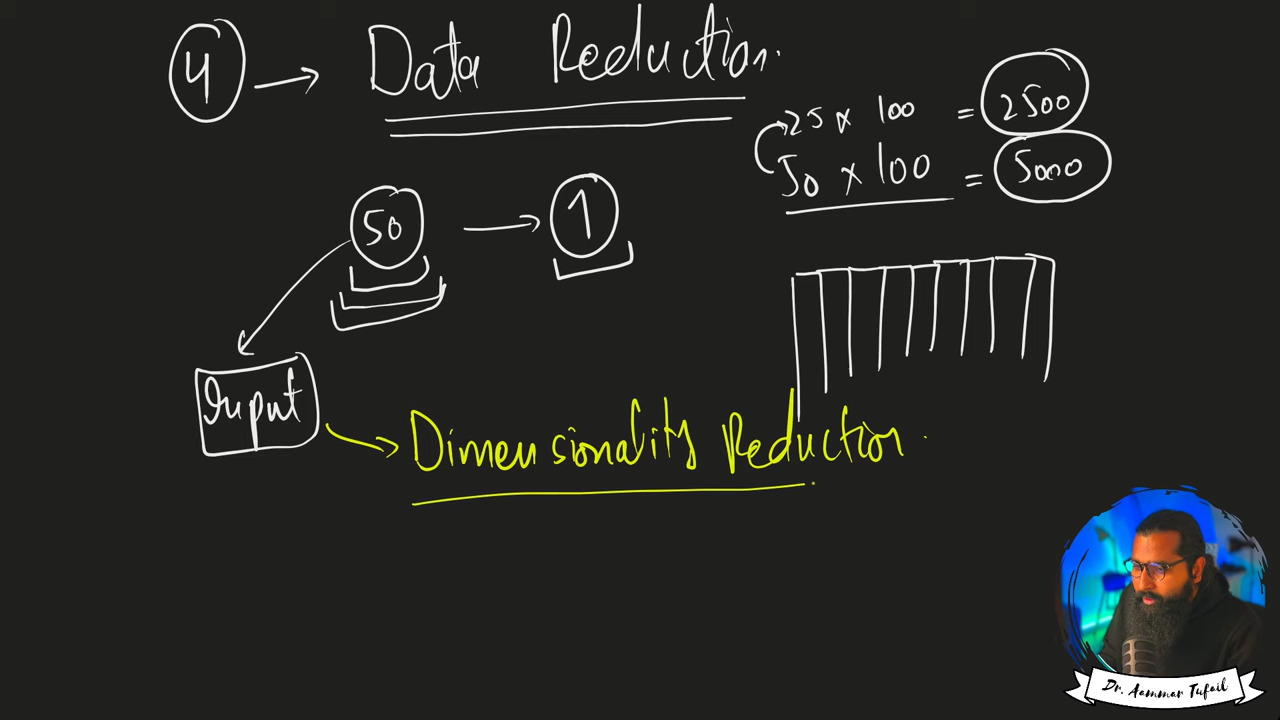 4 → Data Reduction.
25 x 100 = 2500
50 x 100 = 5000
50 → 1
Input
Dimensionality Reduction.
Dr. Aammar Tufail